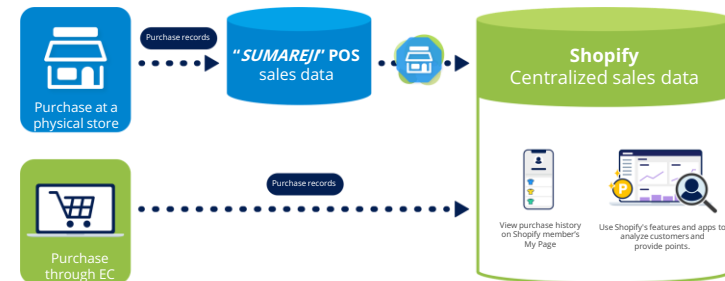 Purchase at a
physical store
Purchase records
"SUMAREJI" POS
sales data
Shopify
Centralized sales data
Purchase
through EC
Purchase records
View purchase history
on Shopify member's
My Page
P
Use Shopify's features and apps to
analyze customers and
provide points.